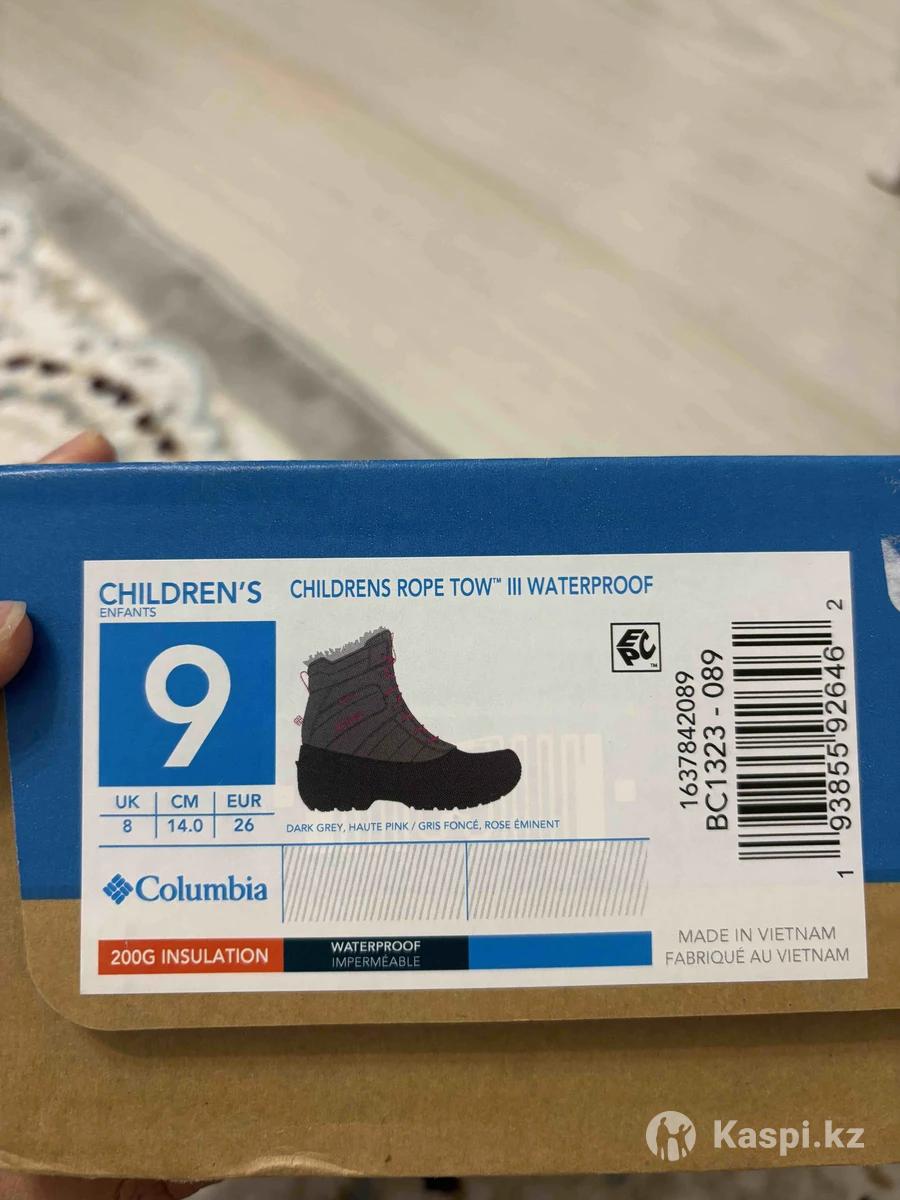 CHILDREN'S
ENFANTS
9
UK CM EUR
8 14.0 26
CHILDRENS ROPE TOW™ III WATERPROOF
EPC™
DARK GREY, HAUTE PINK / GRIS FONCÉ, ROSE ÉMINENT
1637842089
BC1323 - 089
1 93855 92646 2
Columbia
200G INSULATION
WATERPROOF
IMPERMÉABLE
MADE IN VIETNAM
FABRIQUÉ AU VIETNAM
Kaspi.kz